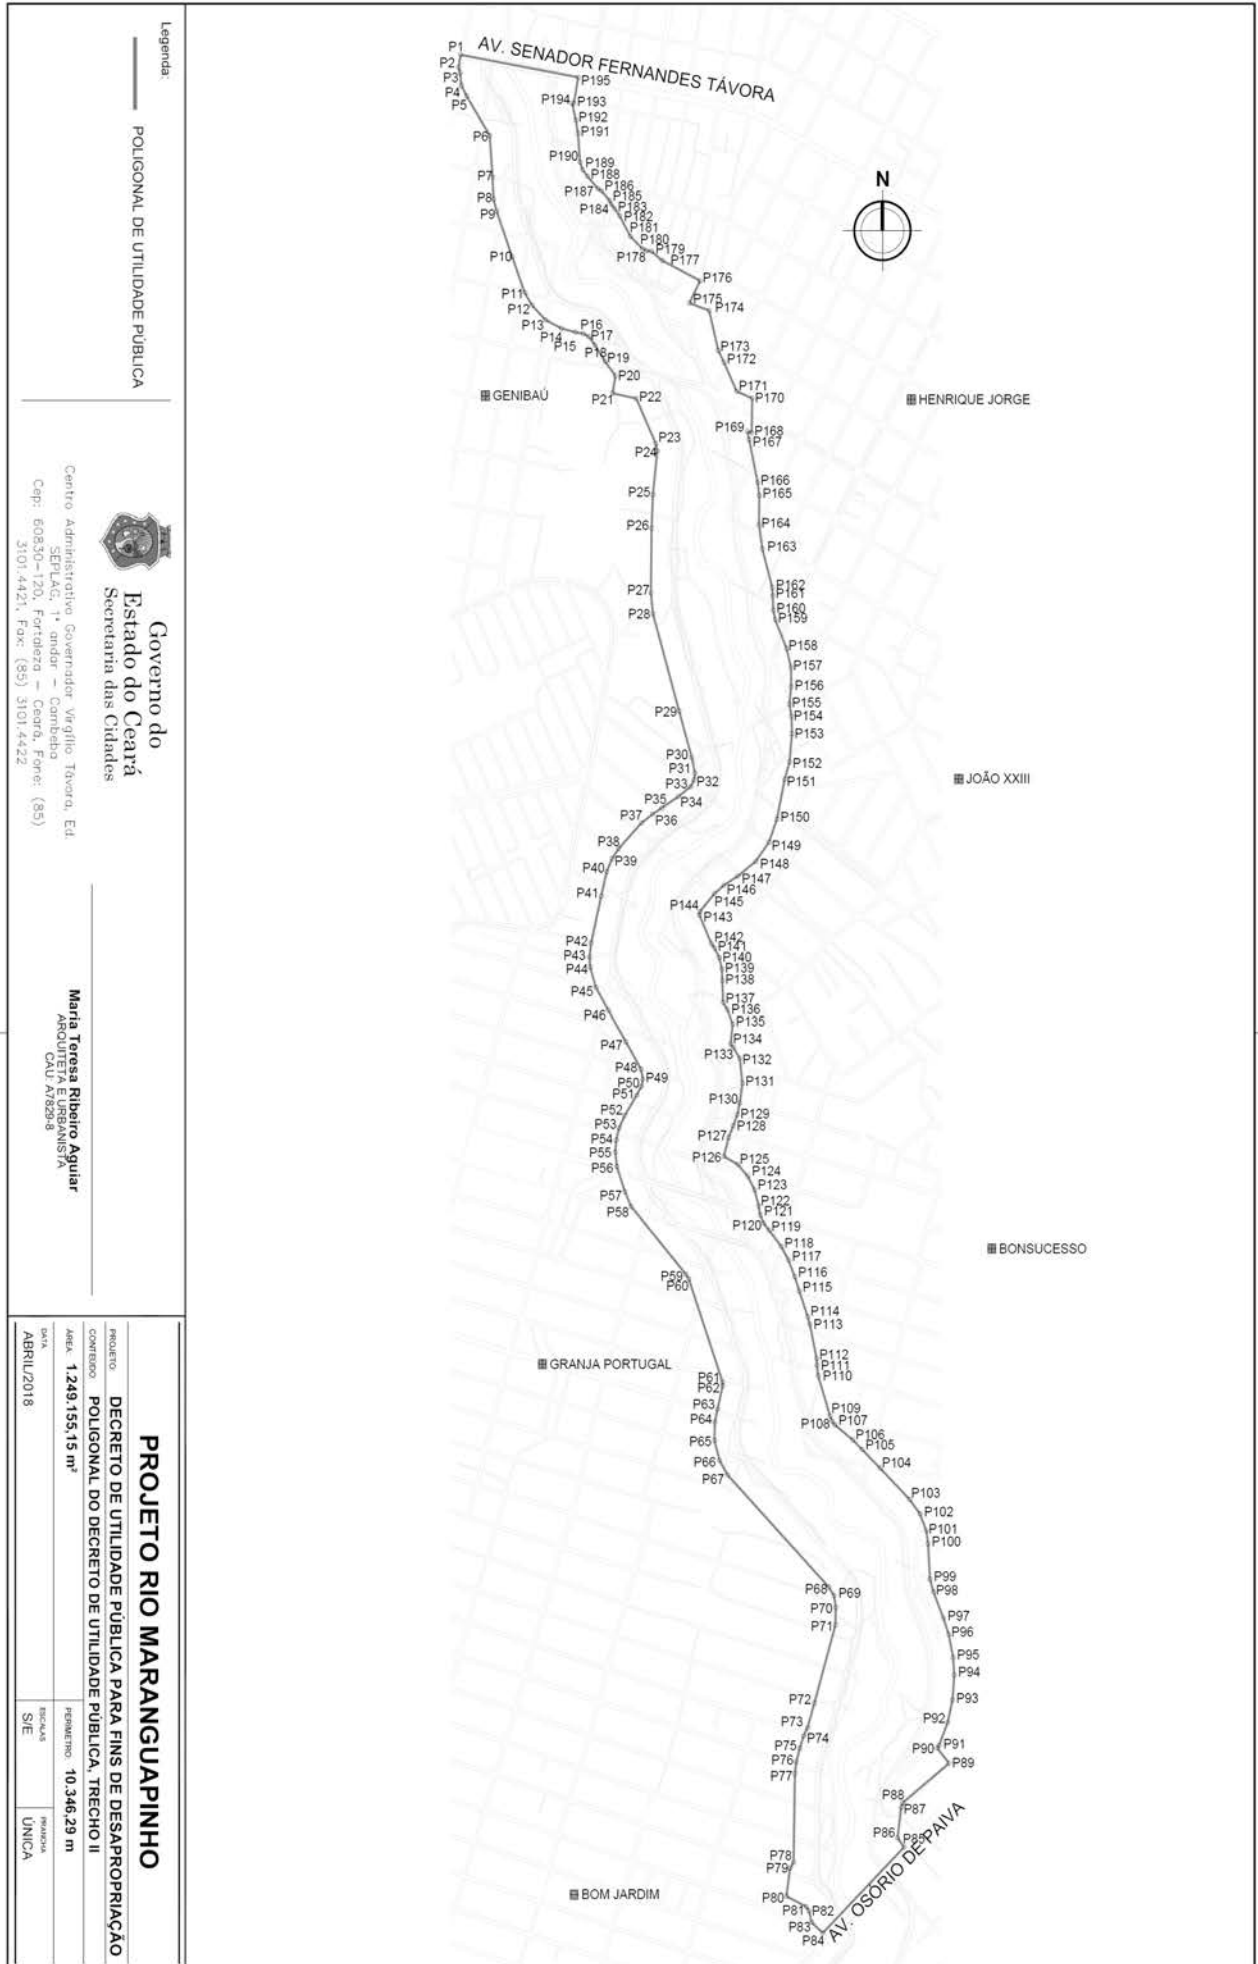 Legenda:
POLIGONAL DE UTILIDADE PÚBLICA
Governo do
Estado do Ceará
Secretaria das Cidades
Centro Administrativo Governador Virgílio Távora, Ed.
SEPLAG, 1° andar – Cambeba
Cep: 60830–120, Fortaleza – Ceará, Fone: (85)
3101.4421, Fax: (85) 3101.4422
Maria Teresa Ribeiro Aguiar
ARQUITETA E URBANISTA
CAU: A7829-8
PROJETO RIO MARANGUAPINHO
PROJETO: DECRETO DE UTILIDADE PÚBLICA PARA FINS DE DESAPROPRIAÇÃO
CONTEÚDO: POLIGONAL DO DECRETO DE UTILIDADE PÚBLICA, TRECHO II
ÁREA: 1.249.155,15 m²
PERÍMETRO: 10.346,29 m
DATA
ABRIL/2018
ESCALAS
S/E
PRANCHA
ÚNICA
AV. SENADOR FERNANDES TÁVORA
N
GENIBAÚ
HENRIQUE JORGE
JOÃO XXIII
BONSUCESSO
GRANJA PORTUGAL
BOM JARDIM
AV. OSÓRIO DE PAIVA
P1
P2
P3
P4
P5
P6
P7
P8
P9
P10
P11
P12
P13
P14
P15
P16
P17
P18
P19
P20
P21
P22
P23
P24
P25
P26
P27
P28
P29
P30
P31
P32
P33
P34
P35
P36
P37
P38
P39
P40
P41
P42
P43
P44
P45
P46
P47
P48
P49
P50
P51
P52
P53
P54
P55
P56
P57
P58
P59
P60
P61
P62
P63
P64
P65
P66
P67
P68
P69
P70
P71
P72
P73
P74
P75
P76
P77
P78
P79
P80
P81
P82
P83
P84
P85
P86
P87
P88
P89
P90
P91
P92
P93
P94
P95
P96
P97
P98
P99
P100
P101
P102
P103
P104
P105
P106
P107
P108
P109
P110
P111
P112
P113
P114
P115
P116
P117
P118
P119
P120
P121
P122
P123
P124
P125
P126
P127
P128
P129
P130
P131
P132
P133
P134
P135
P136
P137
P138
P139
P140
P141
P142
P143
P144
P145
P146
P147
P148
P149
P150
P151
P152
P153
P154
P155
P156
P157
P158
P159
P160
P161
P162
P163
P164
P165
P166
P167
P168
P169
P170
P171
P172
P173
P174
P175
P176
P177
P178
P179
P180
P181
P182
P183
P184
P185
P186
P187
P188
P189
P190
P191
P192
P193
P194
P195